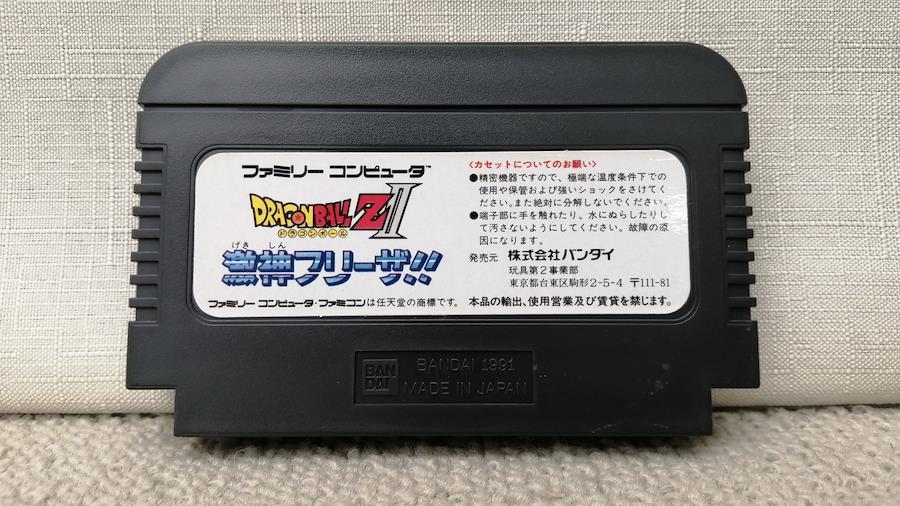 ファミリー コンピュータ™
DRAGON BALL Z II
ドラゴンボール
げき しん
激神フリーザ!!
ファミリー コンピュータ・ファミコンは任天堂の商標です。
〈カセットについてのお願い〉
●精密機器ですので、極端な温度条件下での
使用や保管および強いショックをさけてくだ
さい。また絶対に分解しないでください。
●端子部に手を触れたり、水にぬらしたりし
て汚さないようにしてください。故障の原
因になります。
発売元 株式会社バンダイ
玩具第2事業部
東京都台東区駒形2-5-4 〒111-81
本品の輸出、使用営業及び賃貸を禁じます。
BAN
DAI
BANDAI 1991
MADE IN JAPAN